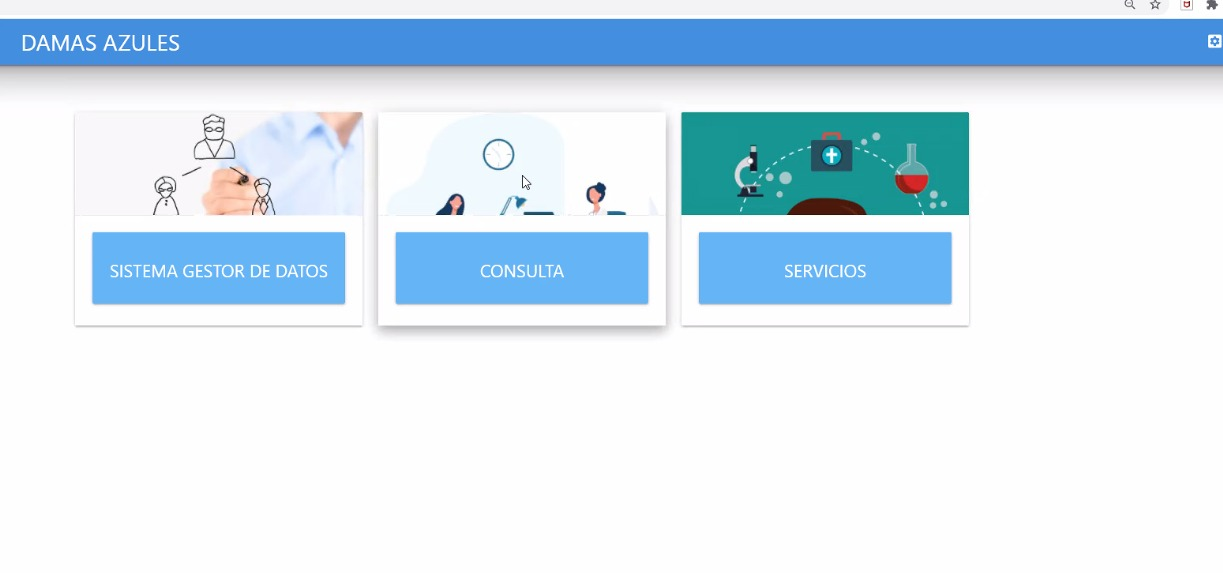 DAMAS AZULES
SISTEMA GESTOR DE DATOS
CONSULTA
SERVICIOS